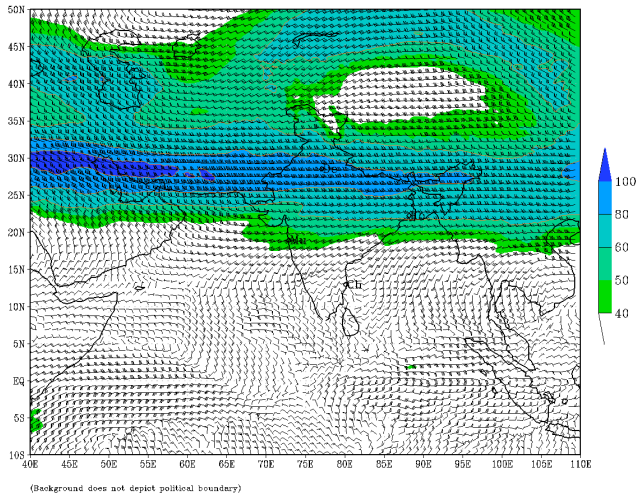 50N
45N
40N
35N
30N
25N
20N
15N
10N
5N
EQ
5S
10S
40E 45E 50E 55E 60E 65E 70E 75E 80E 85E 90E 95E 100E 105E 110E
Mu
Ch
100
80
60
50
40
(Background does not depict political boundary)